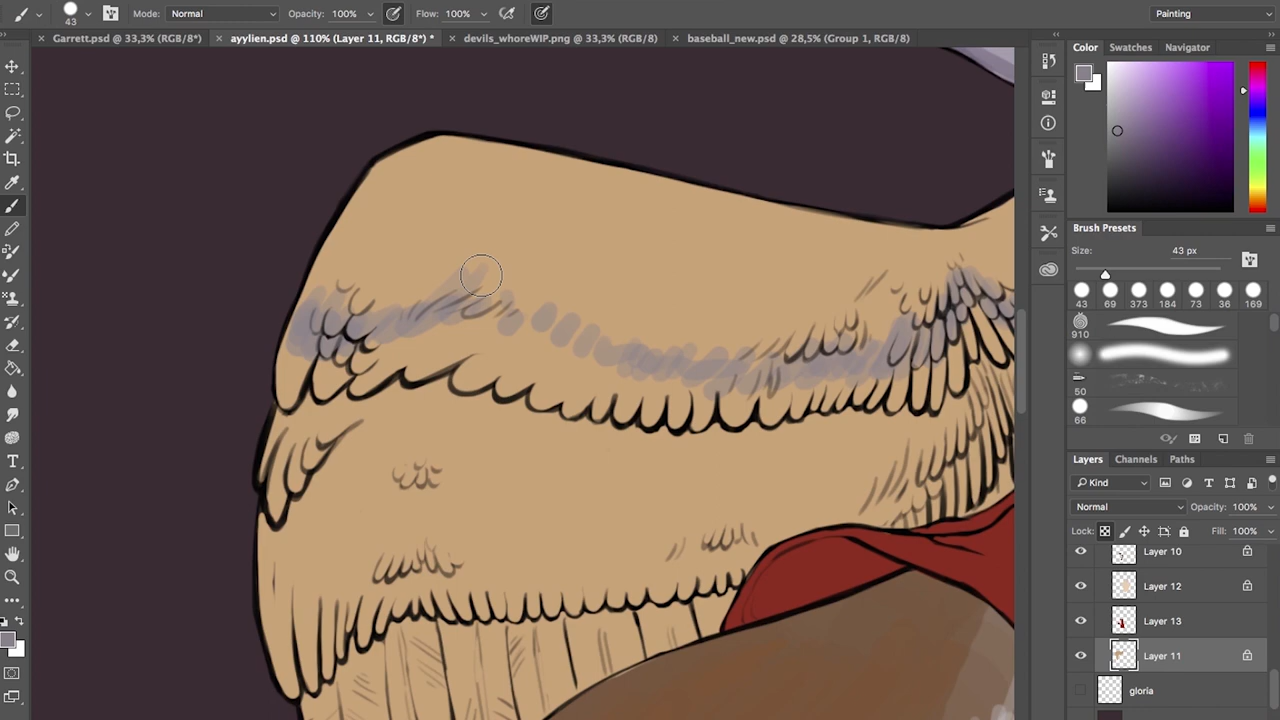 43
Mode: Normal Opacity: 100% Flow: 100% Painting
× Garrett.psd @ 33,3% (RGB/8*) × ayylien.psd @ 110% (Layer 11, RGB/8*) * × devils_whoreWIP.png @ 33,3% (RGB/8) × baseball_new.psd @ 28,5% (Group 1, RGB/8)
Color Swatches Navigator
Brush Presets
Size: 43 px
43 69 373 184 73 36 169
910
50
66
Layers Channels Paths
Kind
Normal Opacity: 100%
Lock: Fill: 100%
Layer 10
Layer 12
Layer 13
Layer 11
gloria